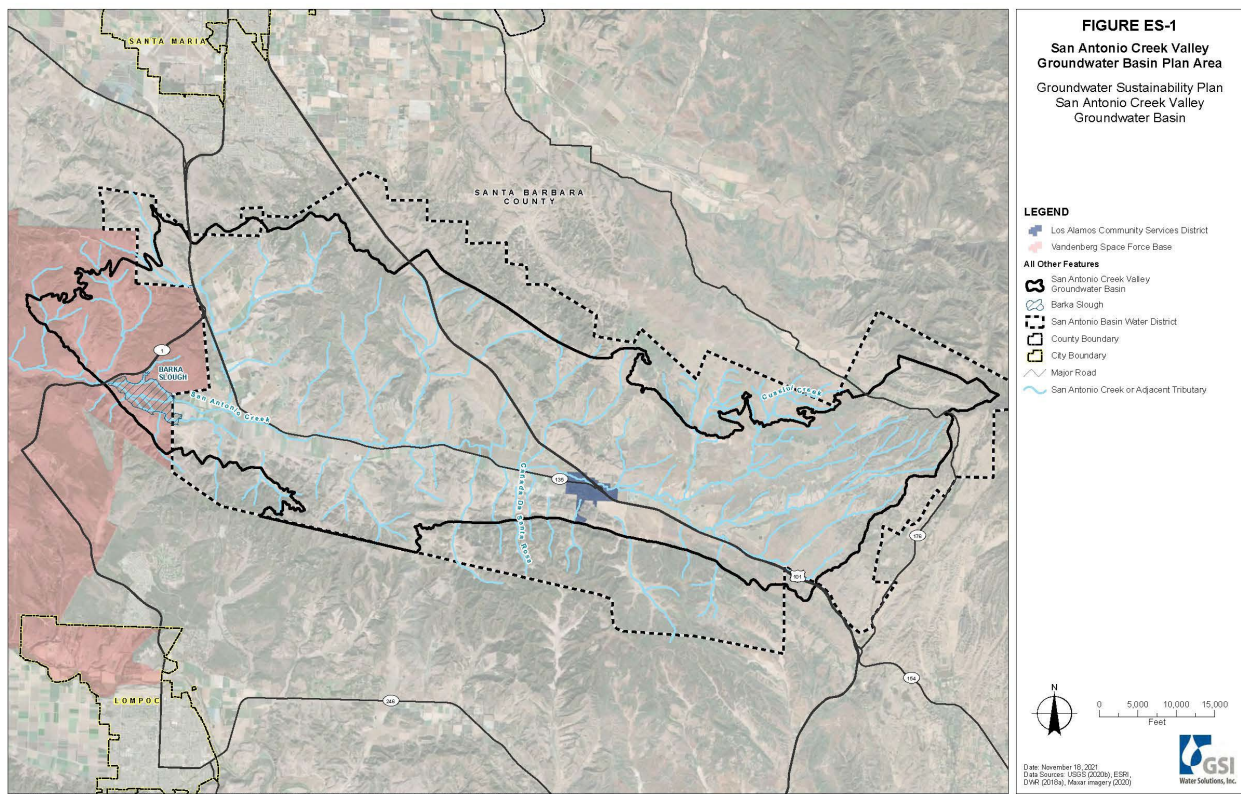 SANTA MARIA
SANTA BARBARA
COUNTY
1
BARKA
SLOUGH
San Antonio Creek
Cuaslui Creek
135
Cañada De Santa Rosa
101
176
154
246
LOMPOC
FIGURE ES-1
San Antonio Creek Valley
Groundwater Basin Plan Area
Groundwater Sustainability Plan
San Antonio Creek Valley
Groundwater Basin
LEGEND
Los Alamos Community Services District
Vandenberg Space Force Base
All Other Features
San Antonio Creek Valley
Groundwater Basin
Barka Slough
San Antonio Basin Water District
County Boundary
City Boundary
Major Road
San Antonio Creek or Adjacent Tributary
N
0 5,000 10,000 15,000
Feet
Date: November 18, 2021
Data Sources: USGS (2020b), ESRI,
DWR (2018a), Maxar imagery (2020)
GSI
Water Solutions, Inc.